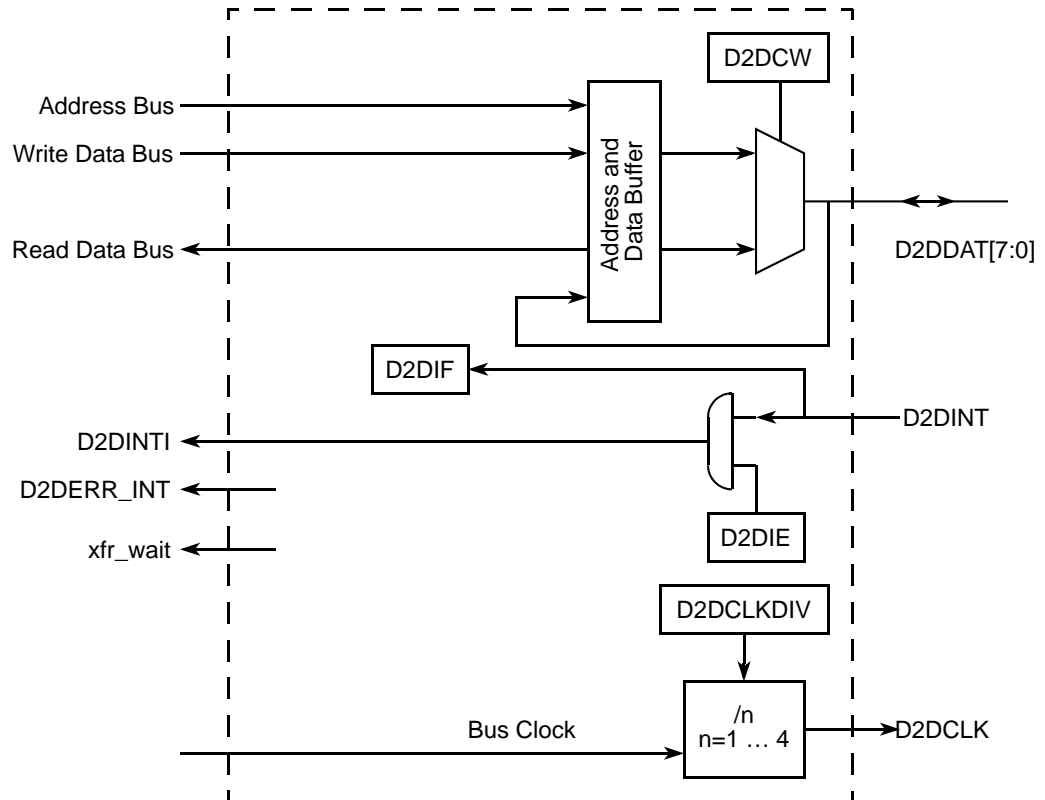 D2DCW
Address Bus
Write Data Bus
Address and
Data Buffer
Read Data Bus
D2DDAT[7:0]
D2DIF
D2DINT
D2DINTI
D2DERR_INT
D2DIE
xfr_wait
D2DCLKDIV
/n
n=1 … 4
Bus Clock
D2DCLK